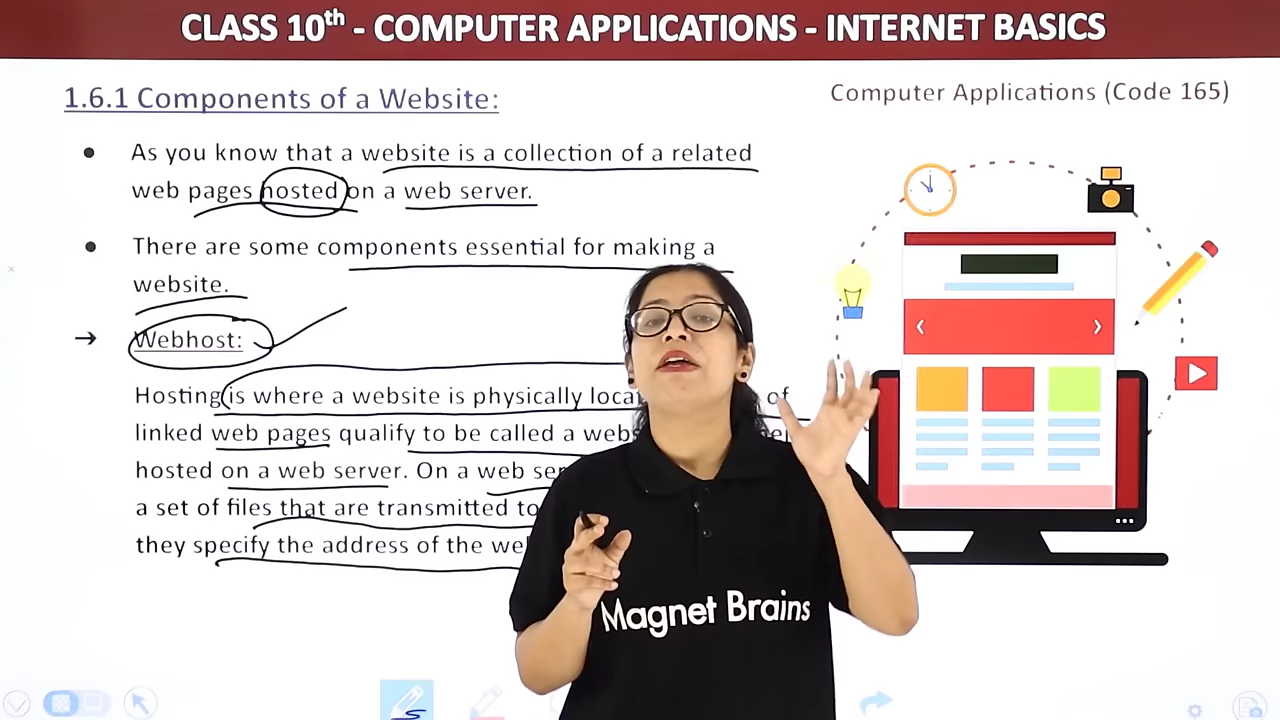 CLASS 10th - COMPUTER APPLICATIONS - INTERNET BASICS
1.6.1 Components of a Website:
Computer Applications (Code 165)
● As you know that a website is a collection of a related
web pages hosted on a web server.
● There are some components essential for making a
website.
→ Webhost:
Hosting is where a website is physically of
linked web pages qualify to be called a
hosted on a web server. On a web
a set of files that are transmitted to
they specify the address of the
Magnet Brains